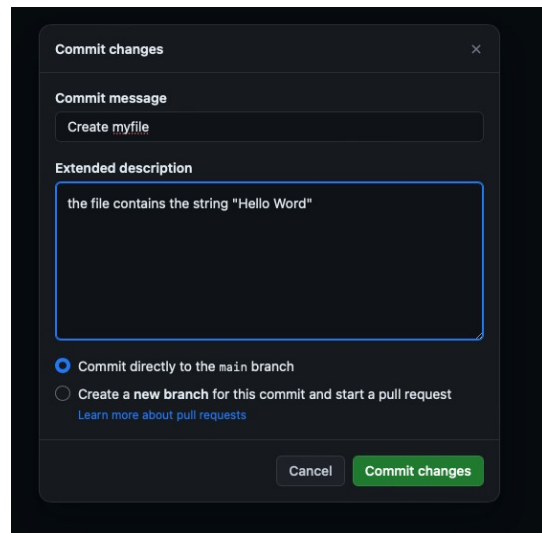 Commit changes
Commit message
Create myfile
Extended description
the file contains the string "Hello Word"
Commit directly to the main branch
Create a new branch for this commit and start a pull request
Learn more about pull requests
Cancel Commit changes